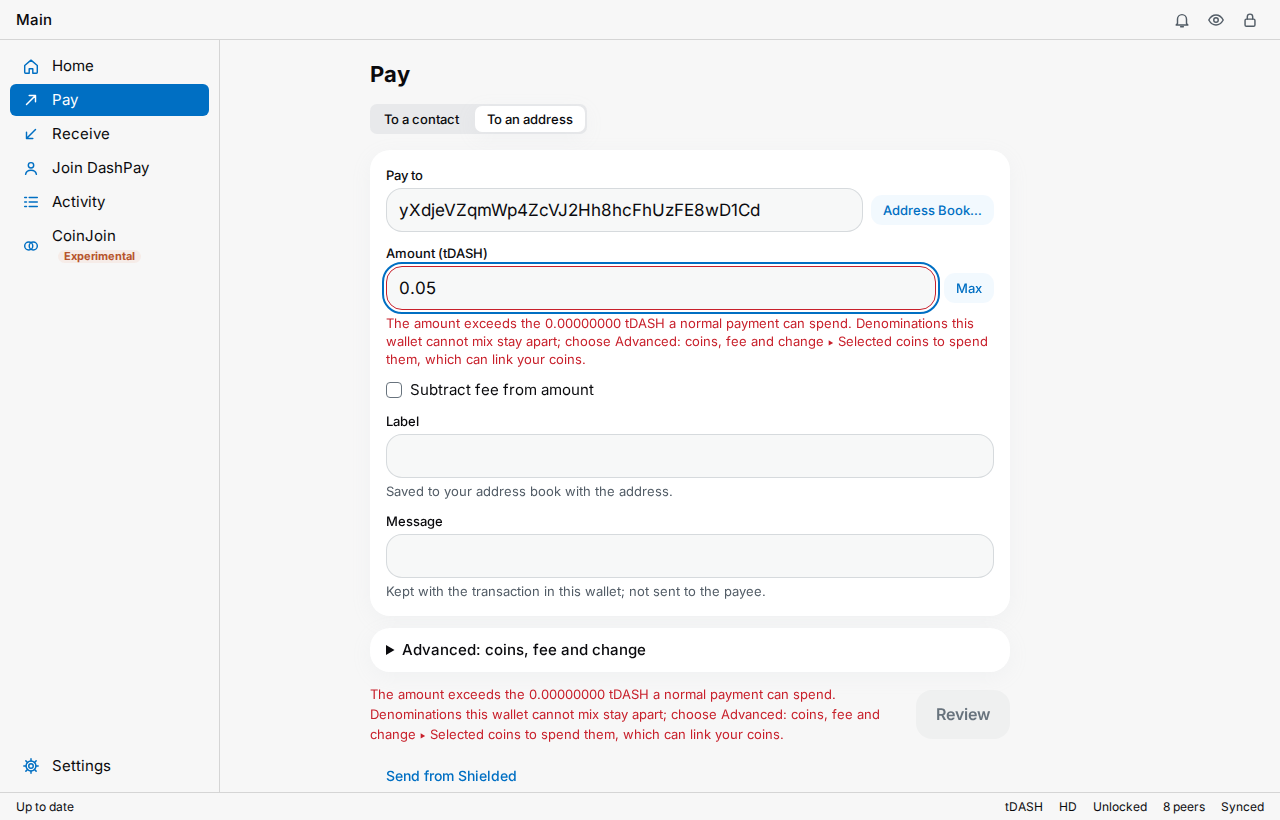 Main
Home
Pay
Receive
Join DashPay
Activity
CoinJoin
Experimental
Settings
Pay
To a contact
To an address
Pay to
yXdjeVZqmWp4ZcVJ2Hh8hcFhUzFE8wD1Cd
Address Book...
Amount (tDASH)
0.05
Max
The amount exceeds the 0.00000000 tDASH a normal payment can spend. Denominations this
wallet cannot mix stay apart; choose Advanced: coins, fee and change ▸ Selected coins to spend
them, which can link your coins.
Subtract fee from amount
Label
Saved to your address book with the address.
Message
Kept with the transaction in this wallet; not sent to the payee.
Advanced: coins, fee and change
The amount exceeds the 0.00000000 tDASH a normal payment can spend.
Denominations this wallet cannot mix stay apart; choose Advanced: coins, fee and
change ▸ Selected coins to spend them, which can link your coins.
Review
Send from Shielded
Up to date
tDASH
HD
Unlocked
8 peers
Synced